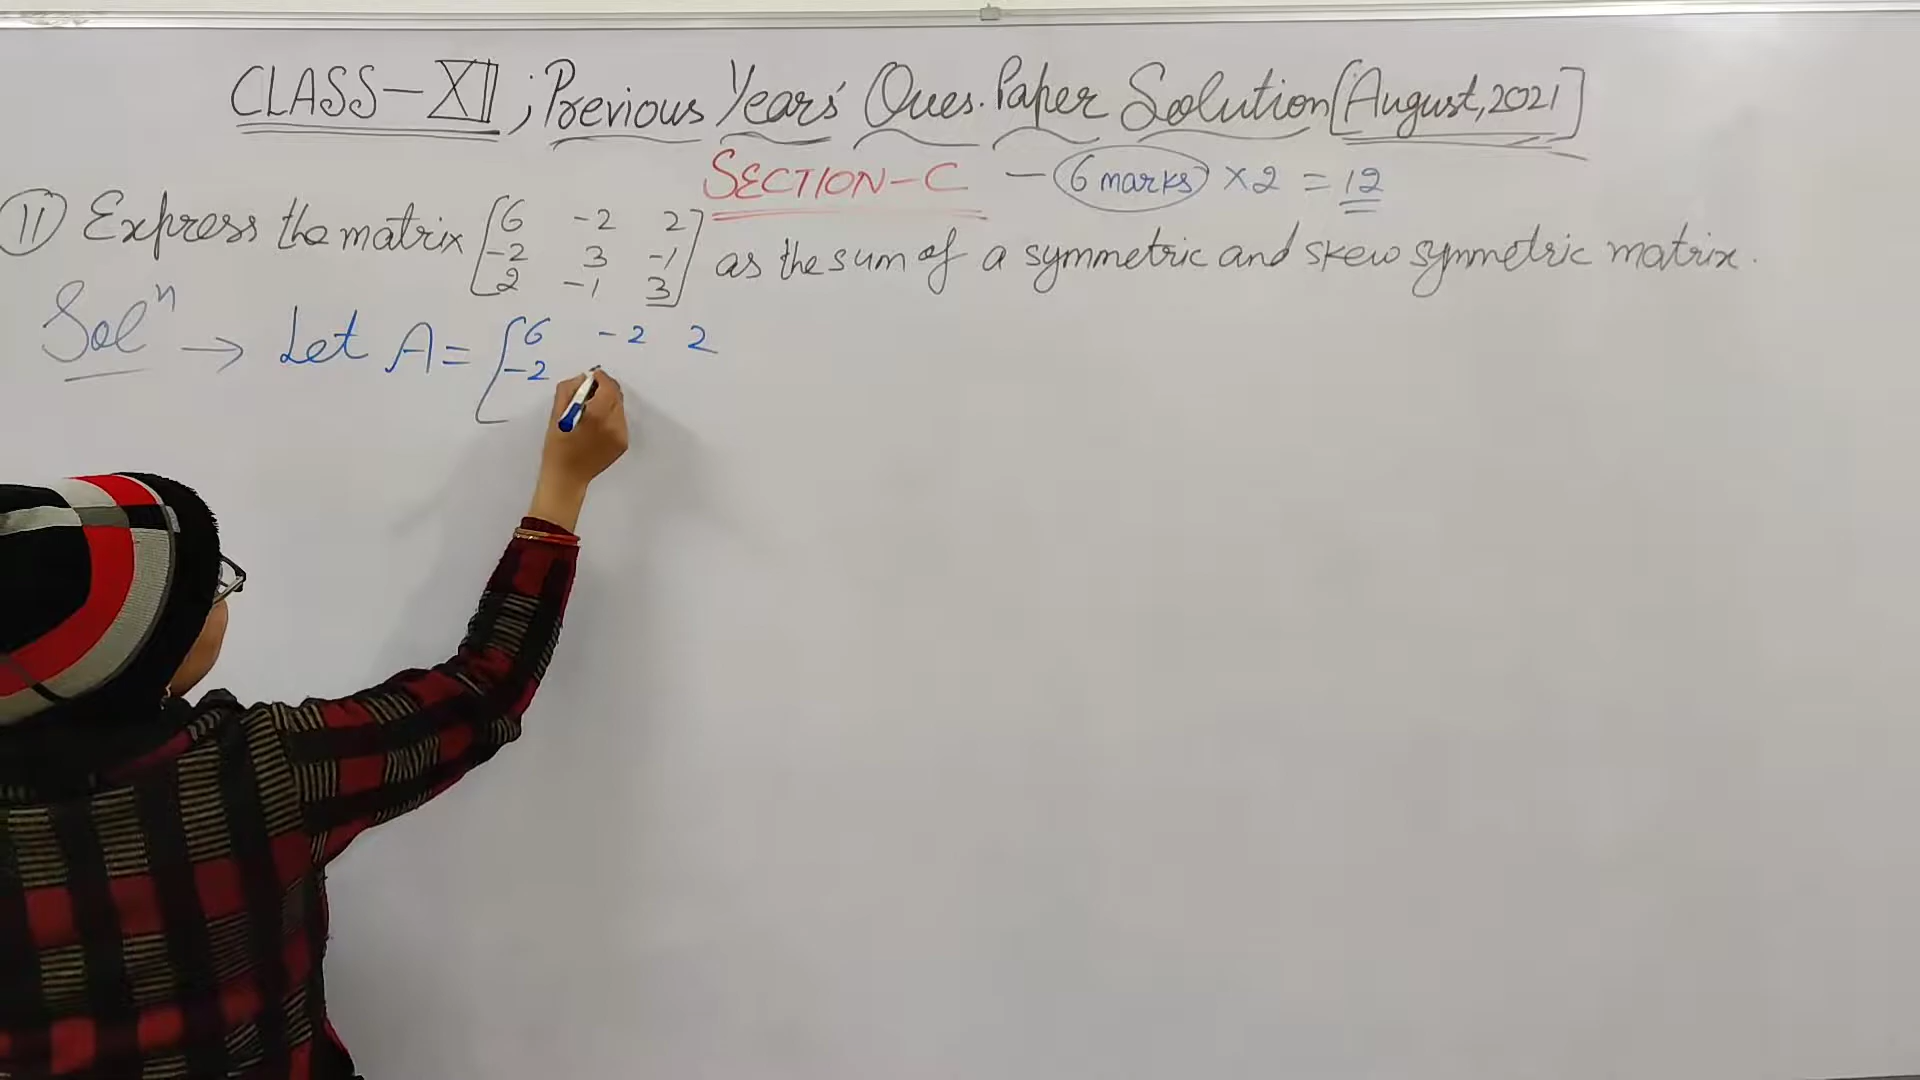 CLASS-XII ; Previous Years' Ques. Paper Solution [August, 2021]
SECTION-C - 6 marks × 2 = 12
11 Express the matrix [6 -2 2
-2 3 -1
2 -1 3] as the sum of a symmetric and skew symmetric matrix.
Solⁿ → Let A = [6 -2 2
-2